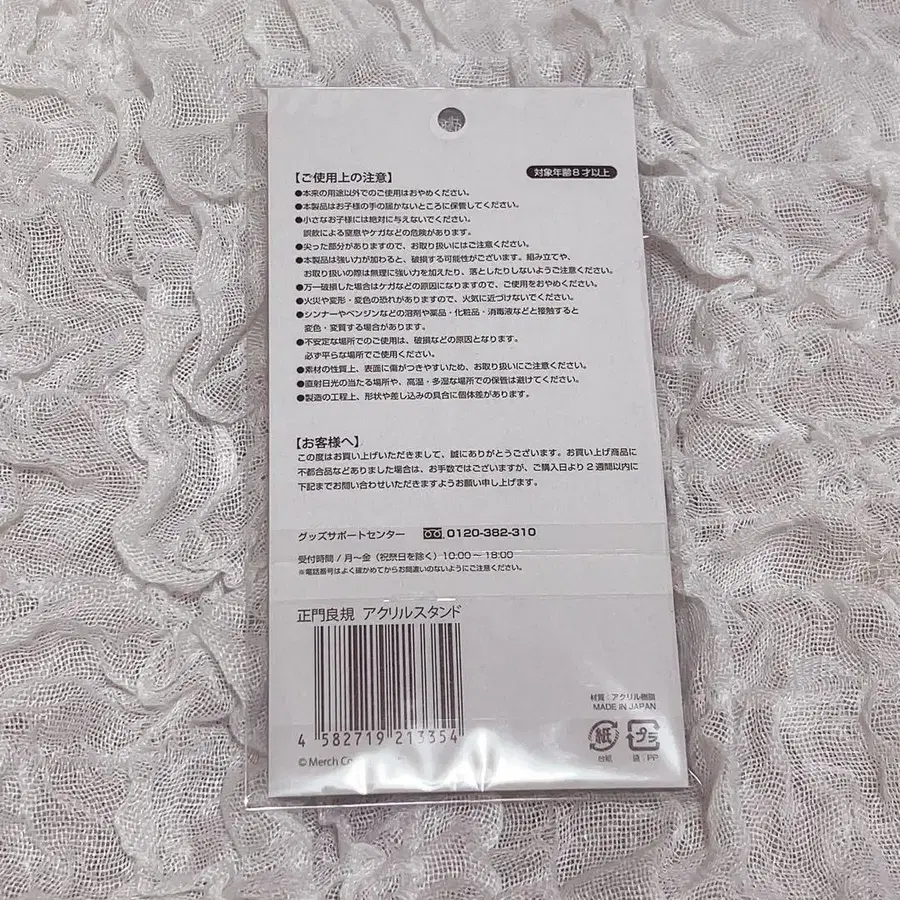 【ご使用上の注意】
対象年齢8才以上
●本来の用途以外でのご使用はおやめください。
●本製品はお子様の手の届かないところに保管してください。
●小さなお子様には絶対に与えないでください。
誤飲による窒息やケガなどの危険があります。
●尖った部分がありますので、お取り扱いにはご注意ください。
●本製品は強い力が加わると、破損する可能性がございます。組み立てや、
お取り扱いの際は無理に強い力を加えたり、落としたりしないようご注意ください。
●万一破損した場合はケガなどの原因になりますので、ご使用をおやめください。
●火災や変形・変色の恐れがありますので、火気に近づけないでください。
●シンナーやベンジンなどの溶剤や薬品・化粧品・消毒液などと接触すると
変色・変質する場合があります。
●不安定な場所でのご使用は、破損などの原因となります。
必ず平らな場所でご使用ください。
●素材の性質上、表面に傷がつきやすいため、お取り扱いにご注意ください。
●直射日光の当たる場所や、高温・多湿な場所での保管は避けてください。
●製造の工程上、形状や差し込みの具合に個体差があります。
【お客様へ】
この度はお買い上げいただきまして、誠にありがとうございます。お買い上げ商品に
不都合品などありました場合は、お手数ではございますが、ご購入日より2週間以内に
下記までお問い合わせいただきますようお願い申し上げます。
グッズサポートセンター 0120-382-310
受付時間/月～金（祝祭日を除く）10:00～18:00
※電話番号はよく確かめてからお間違いのないようにご注意ください。
正門良規 アクリルスタンド
4 582719 213354
© Merch Co
材質：アクリル樹脂
MADE IN JAPAN
紙 プラ
台紙 袋：PP